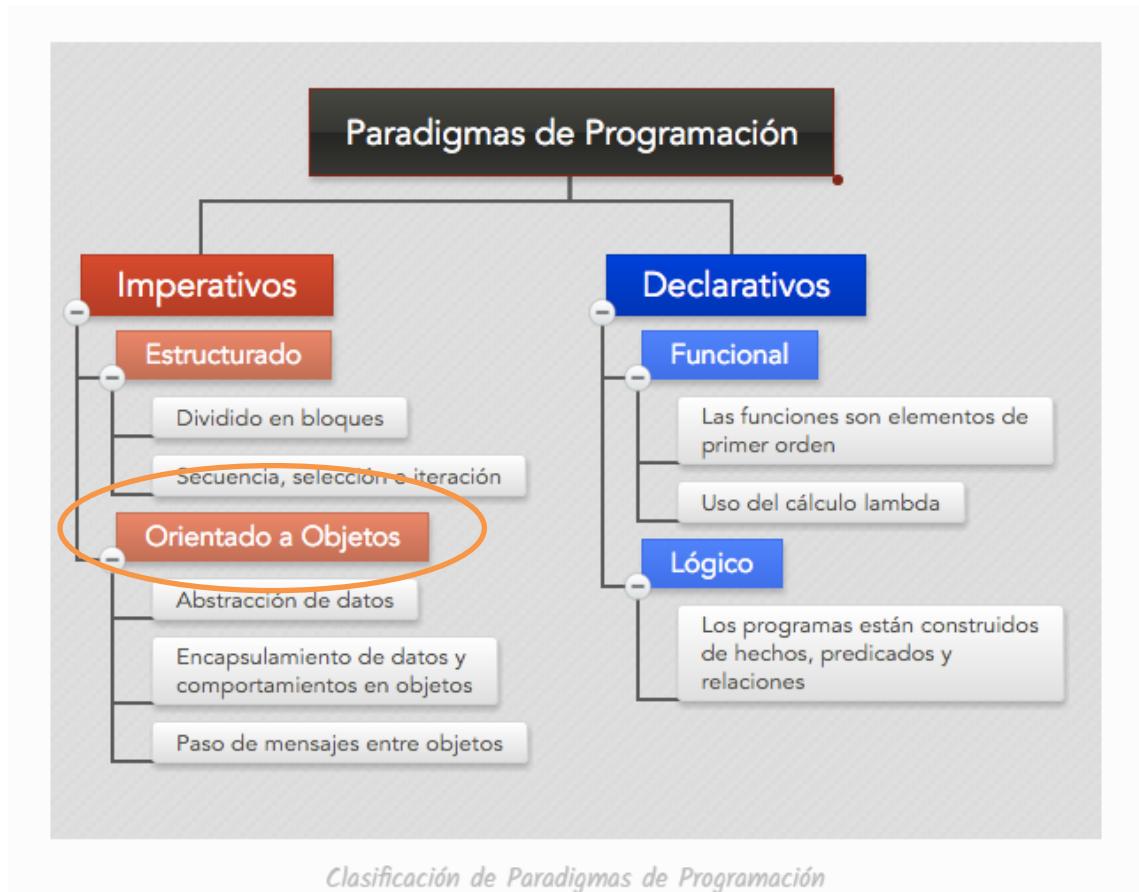 Paradigmas de Programación
Imperativos
Estructurado
Dividido en bloques
Secuencia, selección e iteración
Orientado a Objetos
Abstracción de datos
Encapsulamiento de datos y
comportamientos en objetos
Paso de mensajes entre objetos
Declarativos
Funcional
Las funciones son elementos de
primer orden
Uso del cálculo lambda
Lógico
Los programas están construidos
de hechos, predicados y
relaciones
Clasificación de Paradigmas de Programación